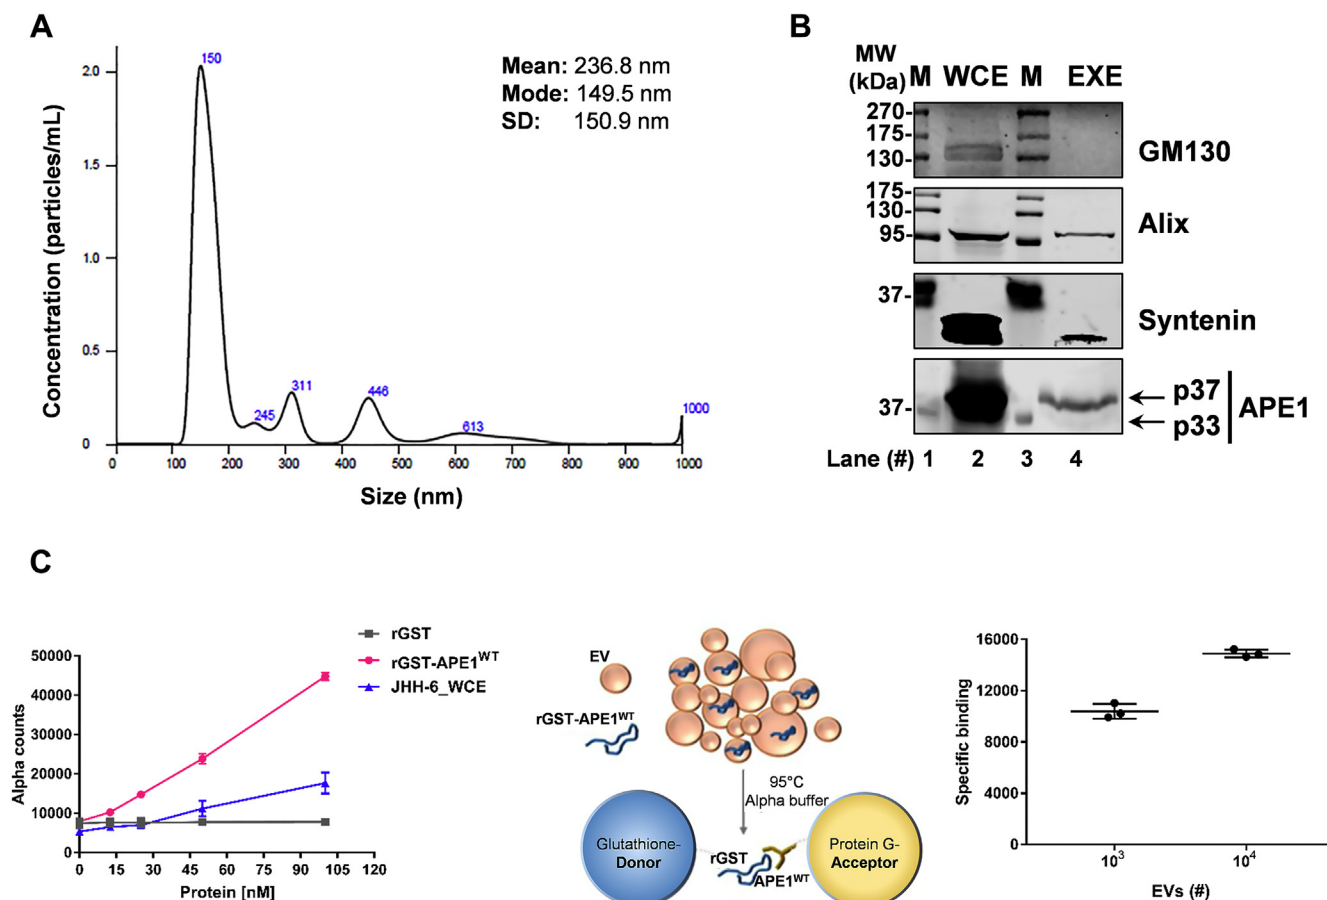 A
Concentration (particles/mL)
2.0
1.5
1.0
0.5
0
150
245
311
446
613
1000
0 100 200 300 400 500 600 700 800 900 1000
Size (nm)
Mean: 236.8 nm
Mode: 149.5 nm
SD: 150.9 nm
B
MW
(kDa) M WCE M EXE
270-
175-
130-
GM130
175-
130-
95-
Alix
37-
Syntenin
37-
p37
p33
APE1
Lane (#) 1 2 3 4
C
rGST
rGST-APE1WT
JHH-6_WCE
Alpha counts
50000
40000
30000
20000
10000
0
0 15 30 45 60 75 90 105 120
Protein [nM]
EV
rGST-APE1WT
95°C
Alpha buffer
Glutathione-
Donor
rGST
APE1WT
Protein G-
Acceptor
Specific binding
16000
12000
8000
4000
0
10³ 10⁴
EVs (#)